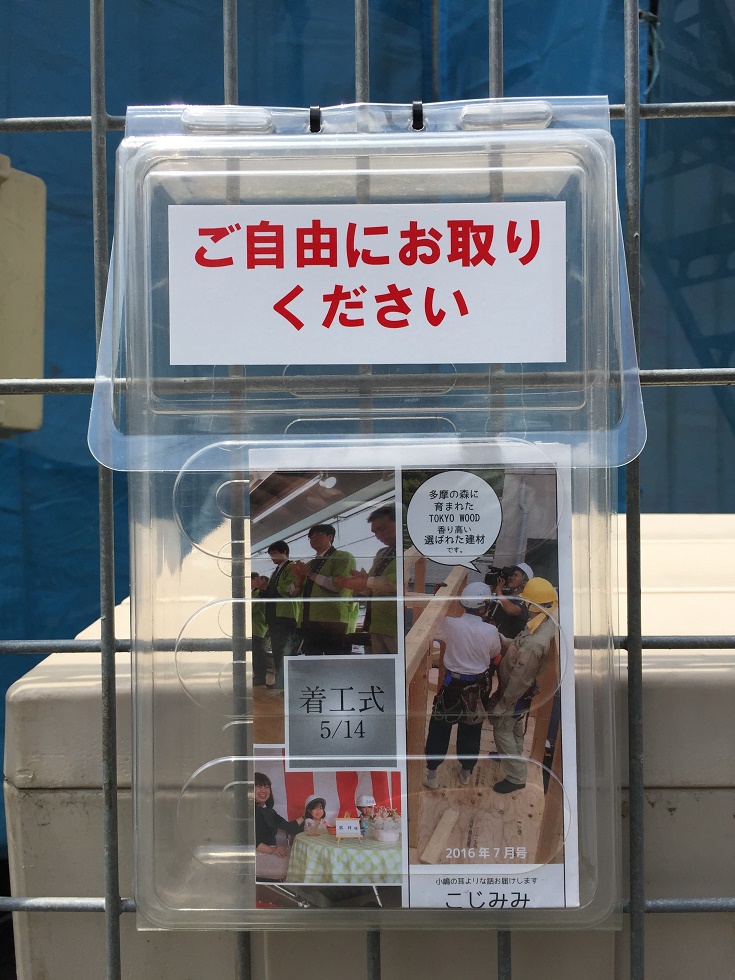 ご自由にお取り
ください
多摩の森に
育まれた
TOKYO WOOD
香り高い
選ばれた建材
です。
着工式
5/14
2016年7月号
小嶋の耳よりな話お届けします
こじみみ